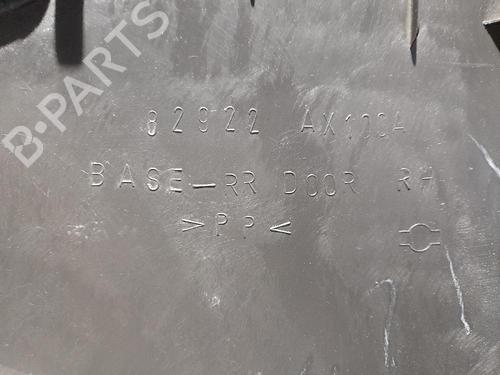 B-PARTS
82922 AX100A
BASE-RR DOOR RH
>PP<